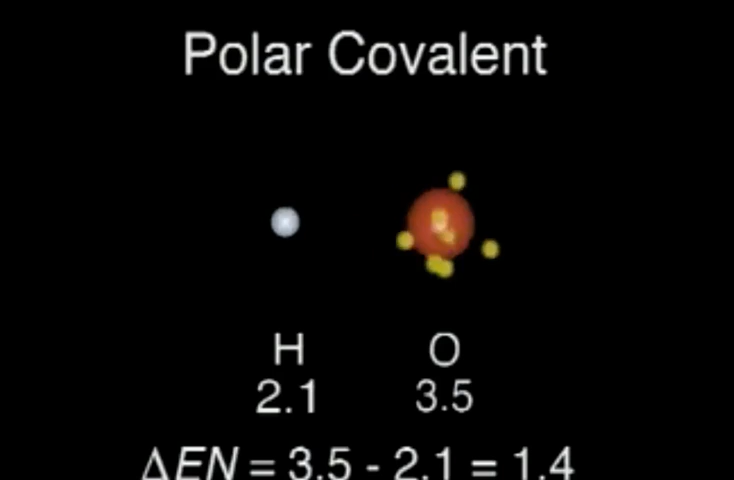 Polar Covalent
H O
2.1 3.5
ΔEN = 3.5 - 2.1 = 1.4